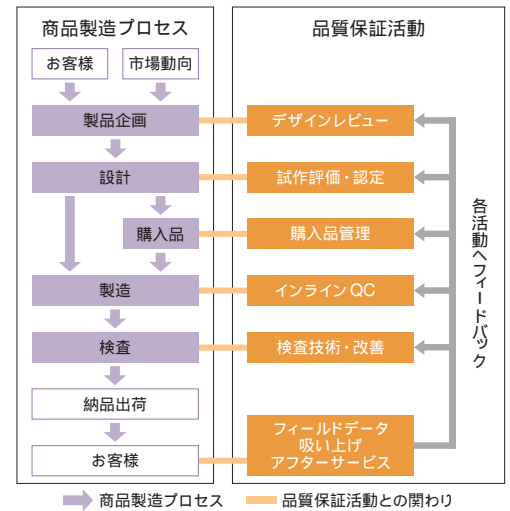 商品製造プロセス
お客様
市場動向
製品企画
設計
購入品
製造
検査
納品出荷
お客様
品質保証活動
デザインレビュー
試作評価・認定
購入品管理
インラインQC
検査技術・改善
フィールドデータ
吸い上げ
アフターサービス
各活動へフィードバック
商品製造プロセス
品質保証活動との関わり